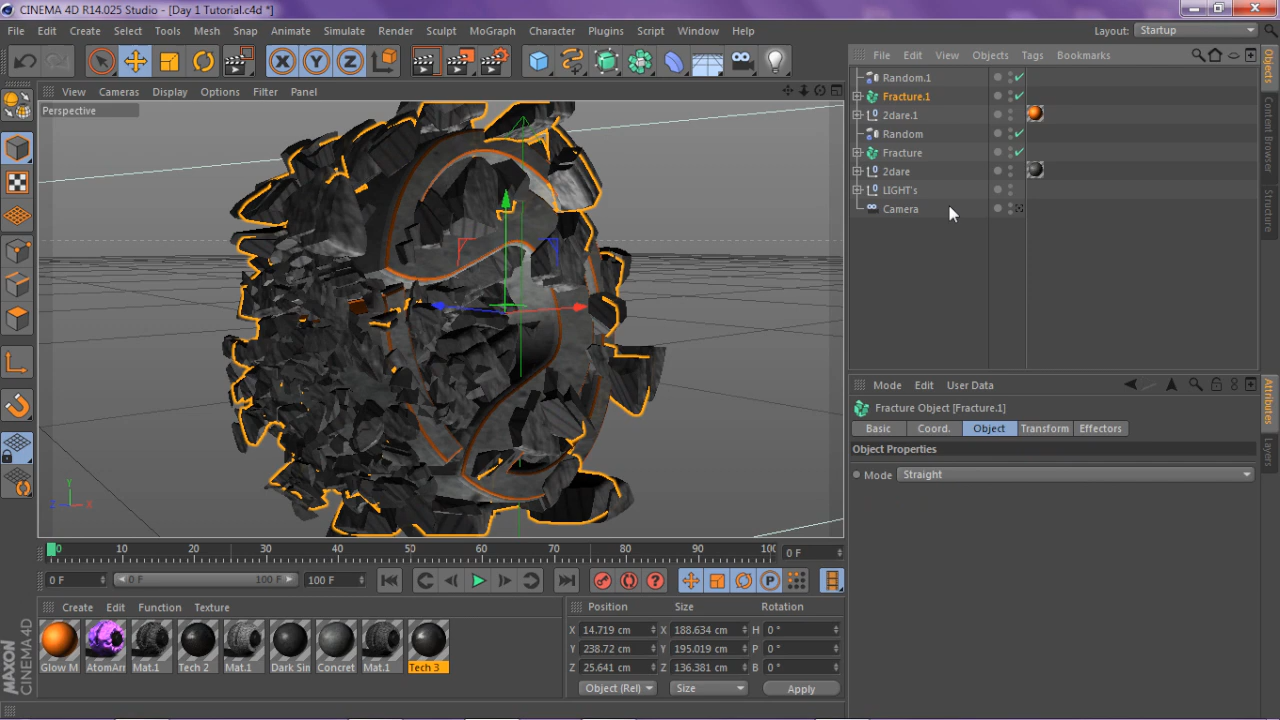 CINEMA 4D R14.025 Studio - [Day 1 Tutorial.c4d *]
File Edit Create Select Tools Mesh Snap Animate Simulate Render Sculpt MoGraph Character Plugins Script Window Help Layout: Startup
View Cameras Display Options Filter Panel
Perspective
File Edit View Objects Tags Bookmarks
Random.1
Fracture.1
2dare.1
Random
Fracture
2dare
LIGHT's
Camera
Objects
Content Browser
Structure
Mode Edit User Data
Fracture Object [Fracture.1]
Basic Coord. Object Transform Effectors
Object Properties
Mode Straight
Attributes
Layers
X Y Z
Y
Z X
0 10 20 30 40 50 60 70 80 90 100 0 F
0 F 0 F 100 F 100 F
Create Edit Function Texture
Glow M AtomArr Mat.1 Tech 2 Mat.1 Dark Sin Concret Mat.1 Tech 3
Position Size Rotation
X 14.719 cm X 188.634 cm H 0 °
Y 238.72 cm Y 195.019 cm P 0 °
Z 25.641 cm Z 136.381 cm B 0 °
Object (Rel) Size Apply
MAXON CINEMA 4D